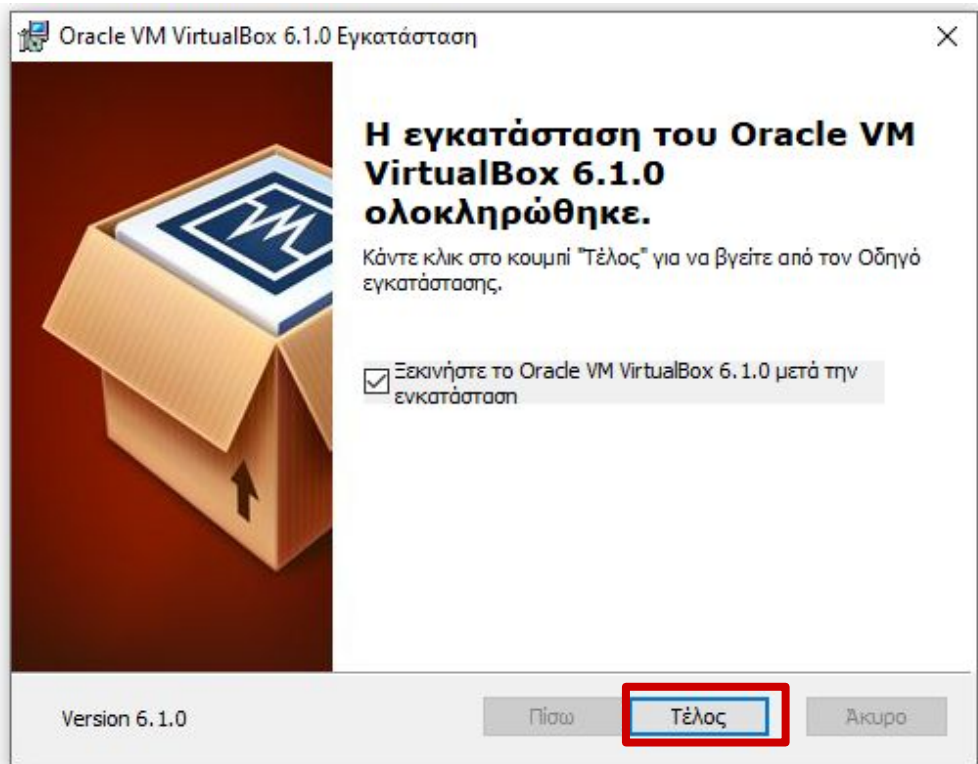 Oracle VM VirtualBox 6.1.0 Εγκατάσταση
Η εγκατάσταση του Oracle VM
VirtualBox 6.1.0
ολοκληρώθηκε.
Κάντε κλικ στο κουμπί "Τέλος" για να βγείτε από τον Οδηγό
εγκατάστασης.
Ξεκινήστε το Oracle VM VirtualBox 6.1.0 μετά την
εγκατάσταση
Version 6.1.0
Πίσω
Τέλος
Άκυρο